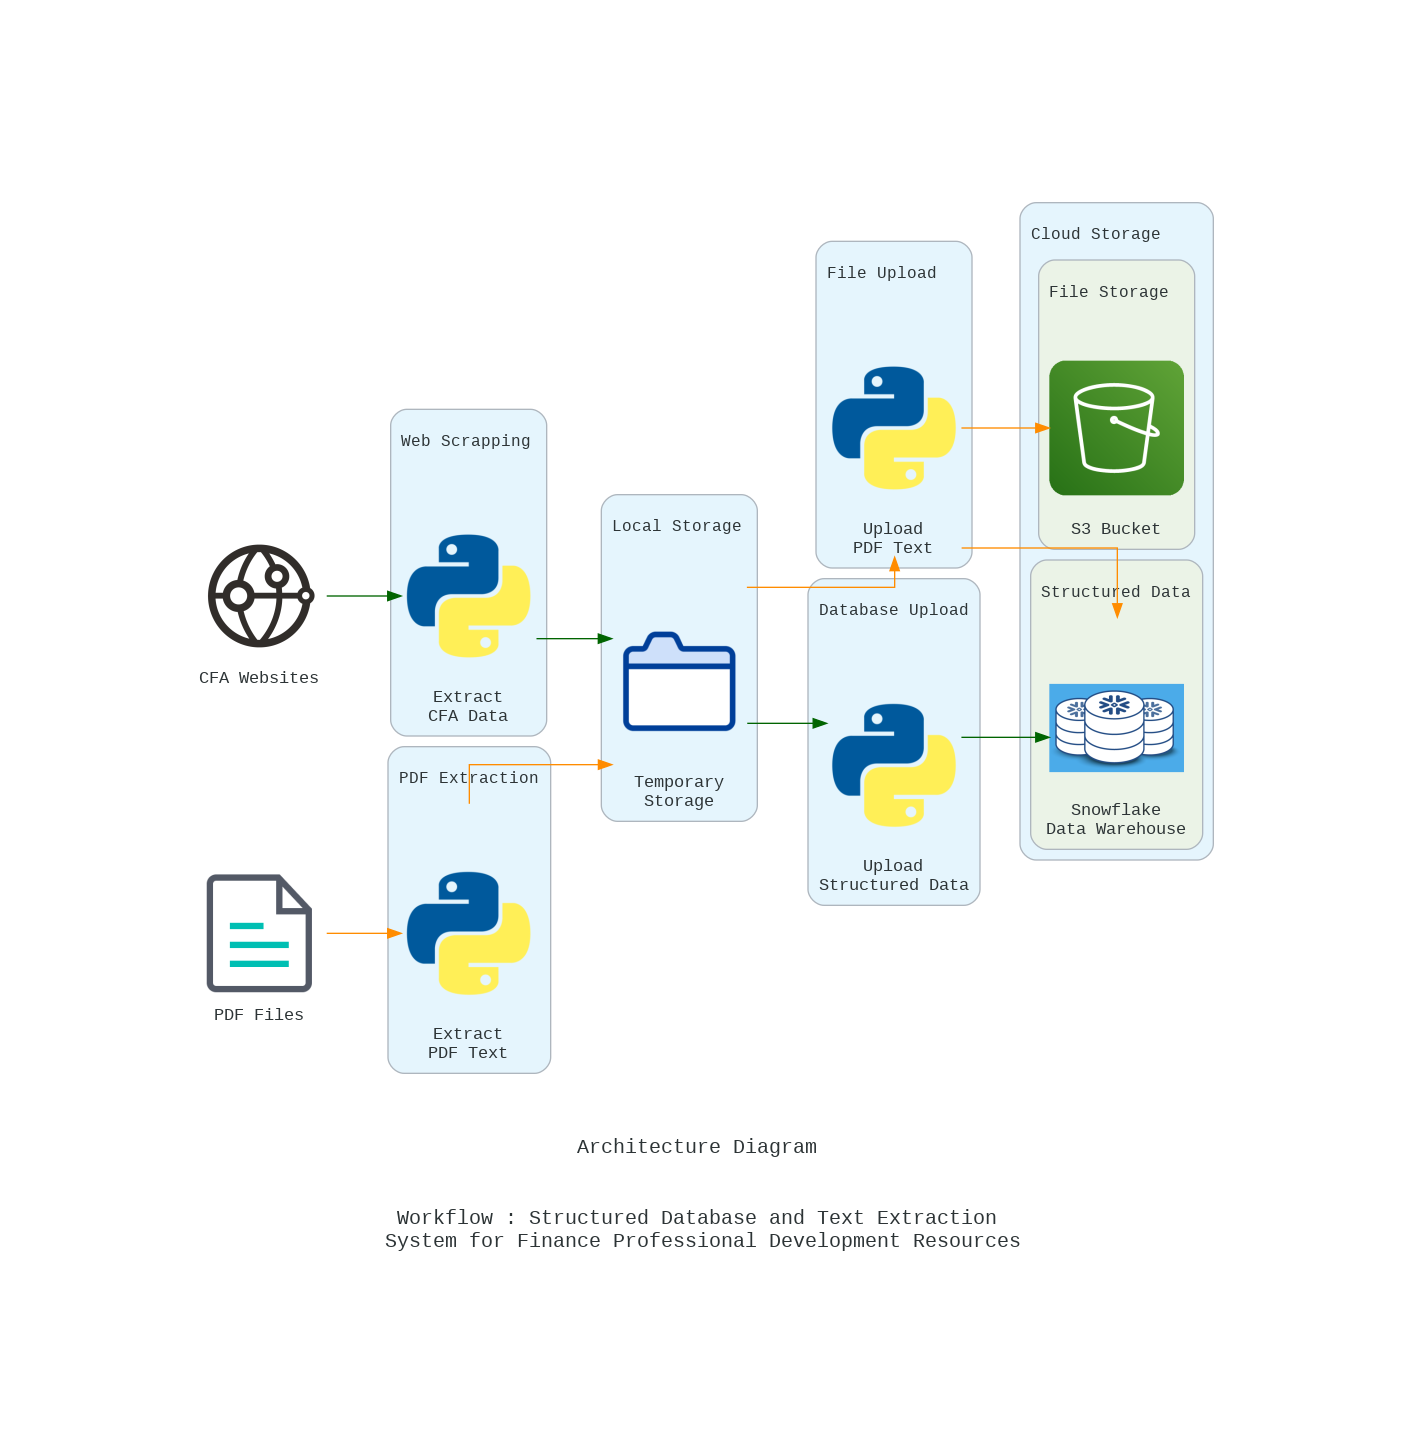 Cloud Storage
File Upload
File Storage
Web Scrapping
Local Storage
Upload
PDF Text
S3 Bucket
Structured Data
Database Upload
CFA Websites
Extract
CFA Data
PDF Extraction
Temporary
Storage
Snowflake
Data Warehouse
Upload
Structured Data
PDF Files
Extract
PDF Text
Architecture Diagram
Workflow : Structured Database and Text Extraction
System for Finance Professional Development Resources